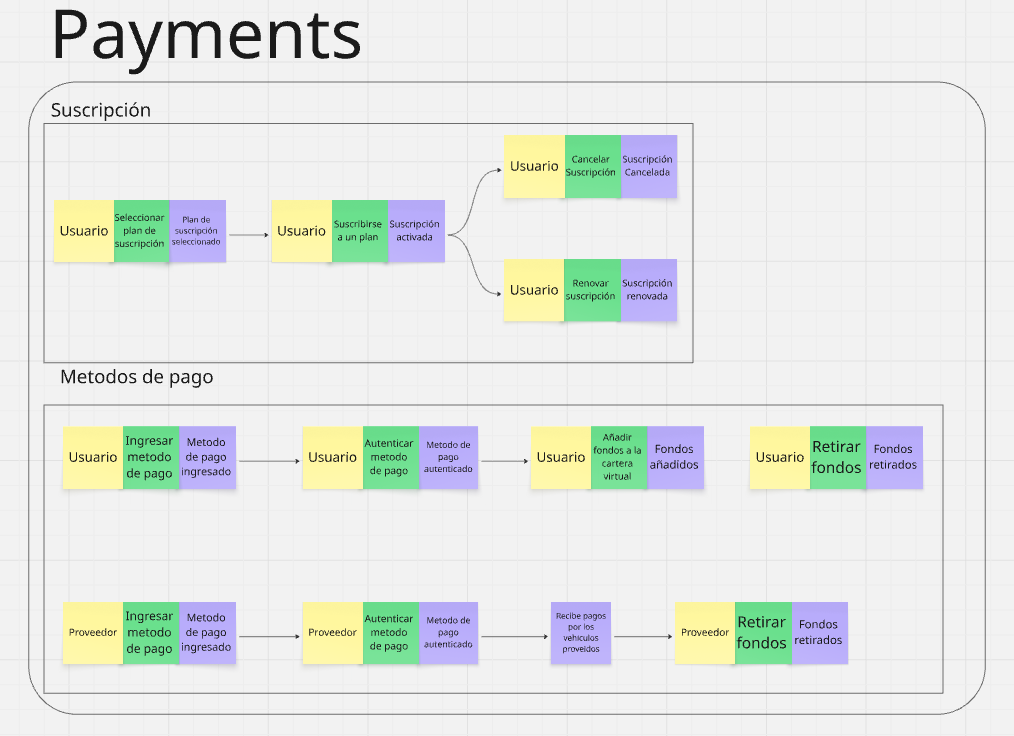 Payments
Suscripción
Usuario
Seleccionar
plan de
suscripción
Plan de
suscripción
seleccionado
Usuario
Suscribirse
a un plan
Suscripción
activada
Usuario
Cancelar
Suscripción
Suscripción
Cancelada
Usuario
Renovar
suscripción
Suscripción
renovada
Metodos de pago
Usuario
Ingresar
metodo
de pago
Metodo
de pago
ingresado
Usuario
Autenticar
metodo
de pago
Metodo de
pago
autenticado
Usuario
Añadir
fondos a la
cartera
virtual
Fondos
añadidos
Usuario
Retirar
fondos
Fondos
retirados
Proveedor
Ingresar
metodo
de pago
Metodo
de pago
ingresado
Proveedor
Autenticar
metodo
de pago
Metodo de
pago
autenticado
Recibe pagos
por los
vehiculos
proveidos
Proveedor
Retirar
fondos
Fondos
retirados